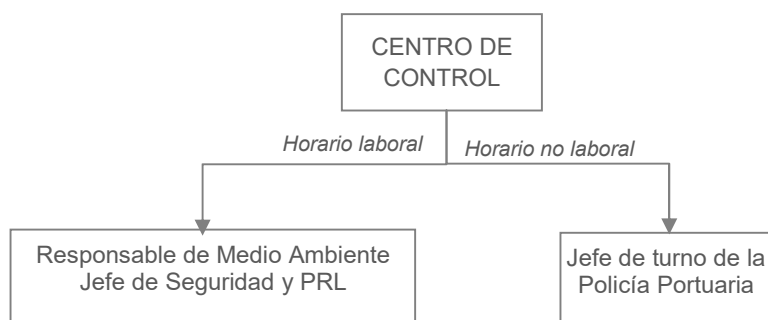 CENTRO DE
CONTROL
Horario laboral
Horario no laboral
Responsable de Medio Ambiente
Jefe de Seguridad y PRL
Jefe de turno de la
Policía Portuaria